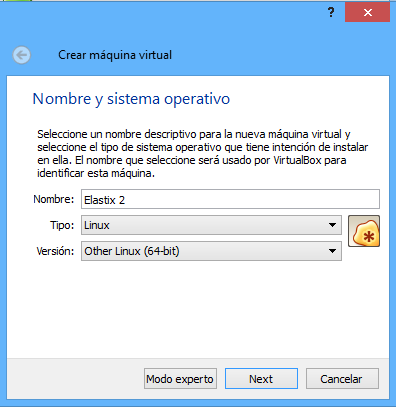 ?
Crear máquina virtual
Nombre y sistema operativo
Seleccione un nombre descriptivo para la nueva máquina virtual y
seleccione el tipo de sistema operativo que tiene intención de instalar
en ella. El nombre que seleccione será usado por VirtualBox para
identificar esta máquina.
Nombre: Elastix 2
Tipo: Linux
Versión: Other Linux (64-bit)
Modo experto Next Cancelar